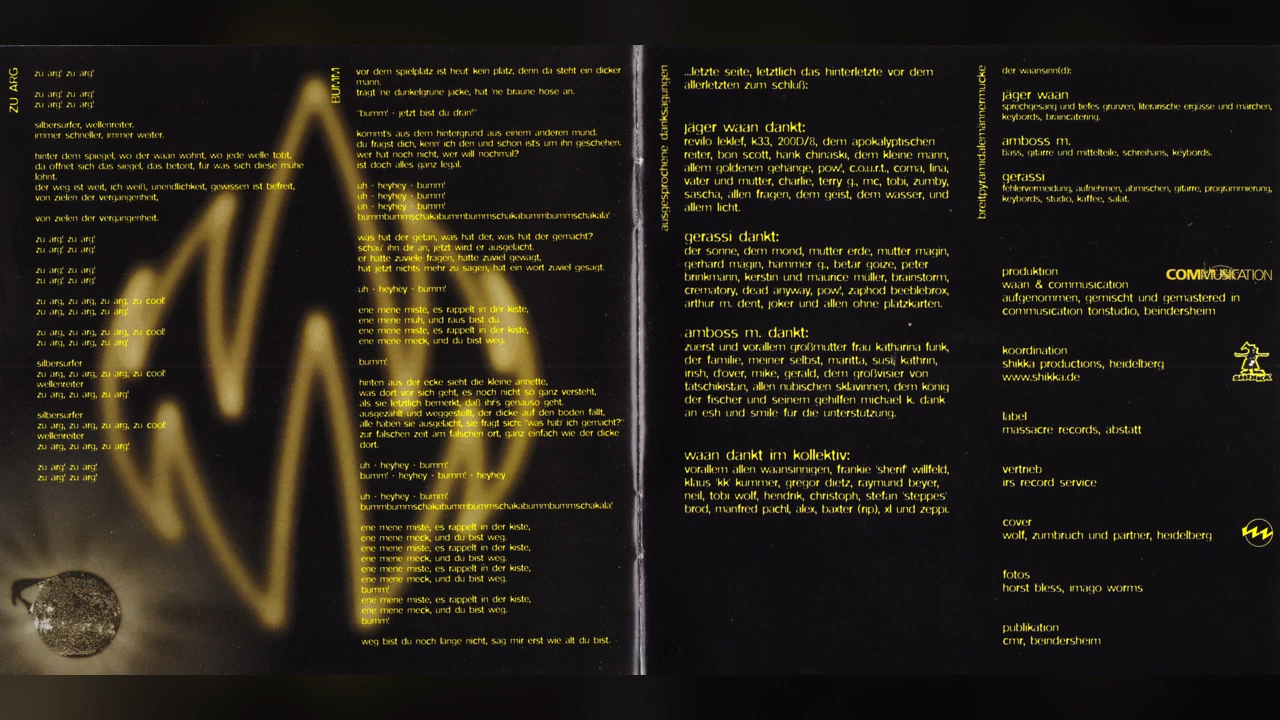 ZU ARG
zu arg! zu arg!
zu arg! zu arg!
zu arg! zu arg!
silbersurfer, wellenreiter.
immer schneller, immer weiter.
hinter dem spiegel, wo der waan wohnt, wo jede welle tobt,
da öffnet sich das siegel, das betont, für was sich diese mühe
lohnt.
der weg ist weit, ich weiß, unendlichkeit, gewissen ist befreit,
von zielen der vergangenheit,
von zielen der vergangenheit.
zu arg! zu arg!
zu arg! zu arg!
zu arg! zu arg!
zu arg! zu arg!
zu arg, zu arg, zu arg, zu cool!
zu arg, zu arg, zu arg!
zu arg, zu arg, zu arg, zu cool!
zu arg, zu arg, zu arg!
silbersurfer
zu arg, zu arg, zu arg, zu cool!
wellenreiter
zu arg, zu arg, zu arg!
silbersurfer
zu arg, zu arg, zu arg, zu cool!
wellenreiter
zu arg, zu arg, zu arg!
zu arg! zu arg!
zu arg! zu arg!
BUMM
vor dem spielplatz ist heut' kein platz, denn da steht ein dicker
mann,
trägt 'ne dunkelgrüne jacke, hat 'ne braune hose an.
"bumm! - jetzt bist du dran!"
kommt's aus dem hintergrund aus einem anderen mund.
du fragst dich, kenn' ich den und schon ist's um ihn geschehen.
wer hat noch nicht, wer will nochmal?
ist doch alles ganz legal.
uh - heyhey - bumm!
uh - heyhey - bumm!
uh - heyhey - bumm!
bummbummschakabummbummschakabummbummschakala!
was hat der getan, was hat der, was hat der gemacht?
schau' ihn dir an, jetzt wird er ausgelacht.
er hatte zuviele fragen, hatte zuviel gewagt,
hat jetzt nichts mehr zu sagen, hat ein wort zuviel gesagt.
uh - heyhey - bumm!
ene mene miste, es rappelt in der kiste,
ene mene muh, und raus bist du.
ene mene miste, es rappelt in der kiste,
ene mene meck, und du bist weg.
bumm!
hinten aus der ecke sieht die kleine annette,
was dort vor sich geht, es noch nicht so ganz versteht,
als sie letztlich bemerkt, daß ihr's genauso geht.
ausgezählt und weggestellt, der dicke auf den boden fällt,
alle haben sie ausgelacht, sie fragt sich: "was hab' ich gemacht?"
zur falschen zeit am falschen ort, ganz einfach wie der dicke
dort.
uh - heyhey - bumm!
bumm! - heyhey - bumm! - heyhey
uh - heyhey - bumm!
bummbummschakabummbummschakabummbummschakala!
ene mene miste, es rappelt in der kiste,
ene mene meck, und du bist weg.
ene mene miste, es rappelt in der kiste,
ene mene meck, und du bist weg.
ene mene miste, es rappelt in der kiste,
ene mene meck, und du bist weg.
bumm!
ene mene miste, es rappelt in der kiste,
ene mene meck, und du bist weg.
bumm!
weg bist du noch lange nicht, sag mir erst wie alt du bist.
ausgesprochene danksagungen
...letzte seite, letztlich das hinterletzte vor dem
allerletzten zum schluß):
jäger waan dankt:
revilo leklef, k33, 200D/8, dem apokalyptischen
reiter, bon scott, hank chinaski, dem kleine mann,
allem goldenen gehänge, pow!, c.o.u.r.t., coma, lina,
vater und mutter, charlie, terry g., mc, tobi, zumby,
sascha, allen fragen, dem geist, dem wasser, und
allem licht.
gerassi dankt:
der sonne, dem mond, mutter erde, mutter magin,
gerhard magin, hammer g., betar goize, peter
brinkmann, kerstin und maurice müller, brainstorm,
crematory, dead anyway, pow!, zaphod beeblebrox,
arthur m. dent, joker und allen ohne platzkarten.
amboss m. dankt:
zuerst und vorallem großmutter frau katharina funk,
der familie, meiner selbst, maritta, susi, kathrin,
irish, d'over, mike, gerald, dem großvisier von
tatschikistan, allen nubischen sklavinnen, dem könig
der fischer und seinem gehilfen michael k. dank
an esh und smile für die unterstützung.
waan dankt im kollektiv:
vorallem allen waansinnigen, frankie 'sherif' willfeld,
klaus 'kk' kummer, gregor dietz, raymund beyer,
neil, tobi wolf, hendrik, christoph, stefan 'steppes'
brod, manfred pachl, alex, baxter (rip), xl und zeppi.
breitpyramidalemännermucke
der waansinn(d):
jäger waan
sprechgesang und tiefes grunzen, literarische ergüsse und märchen,
keyboards, braincatering.
amboss m.
bass, gitarre und mittelteile, schreihans, keyboards.
gerassi
fehlervermeidung, aufnehmen, abmischen, gitarre, programmierung,
keyboards, studio, kaffee, salat.
produktion
waan & commusication
aufgenommen, gemischt und gemastered in
commusication tonstudio, beindersheim
COMMUSICATION
koordination
shikka productions, heidelberg
www.shikka.de
label
massacre records, abstatt
vertrieb
irs record service
cover
wolf, zumbruch und partner, heidelberg
fotos
horst bless, imago worms
publikation
cmr, beindersheim